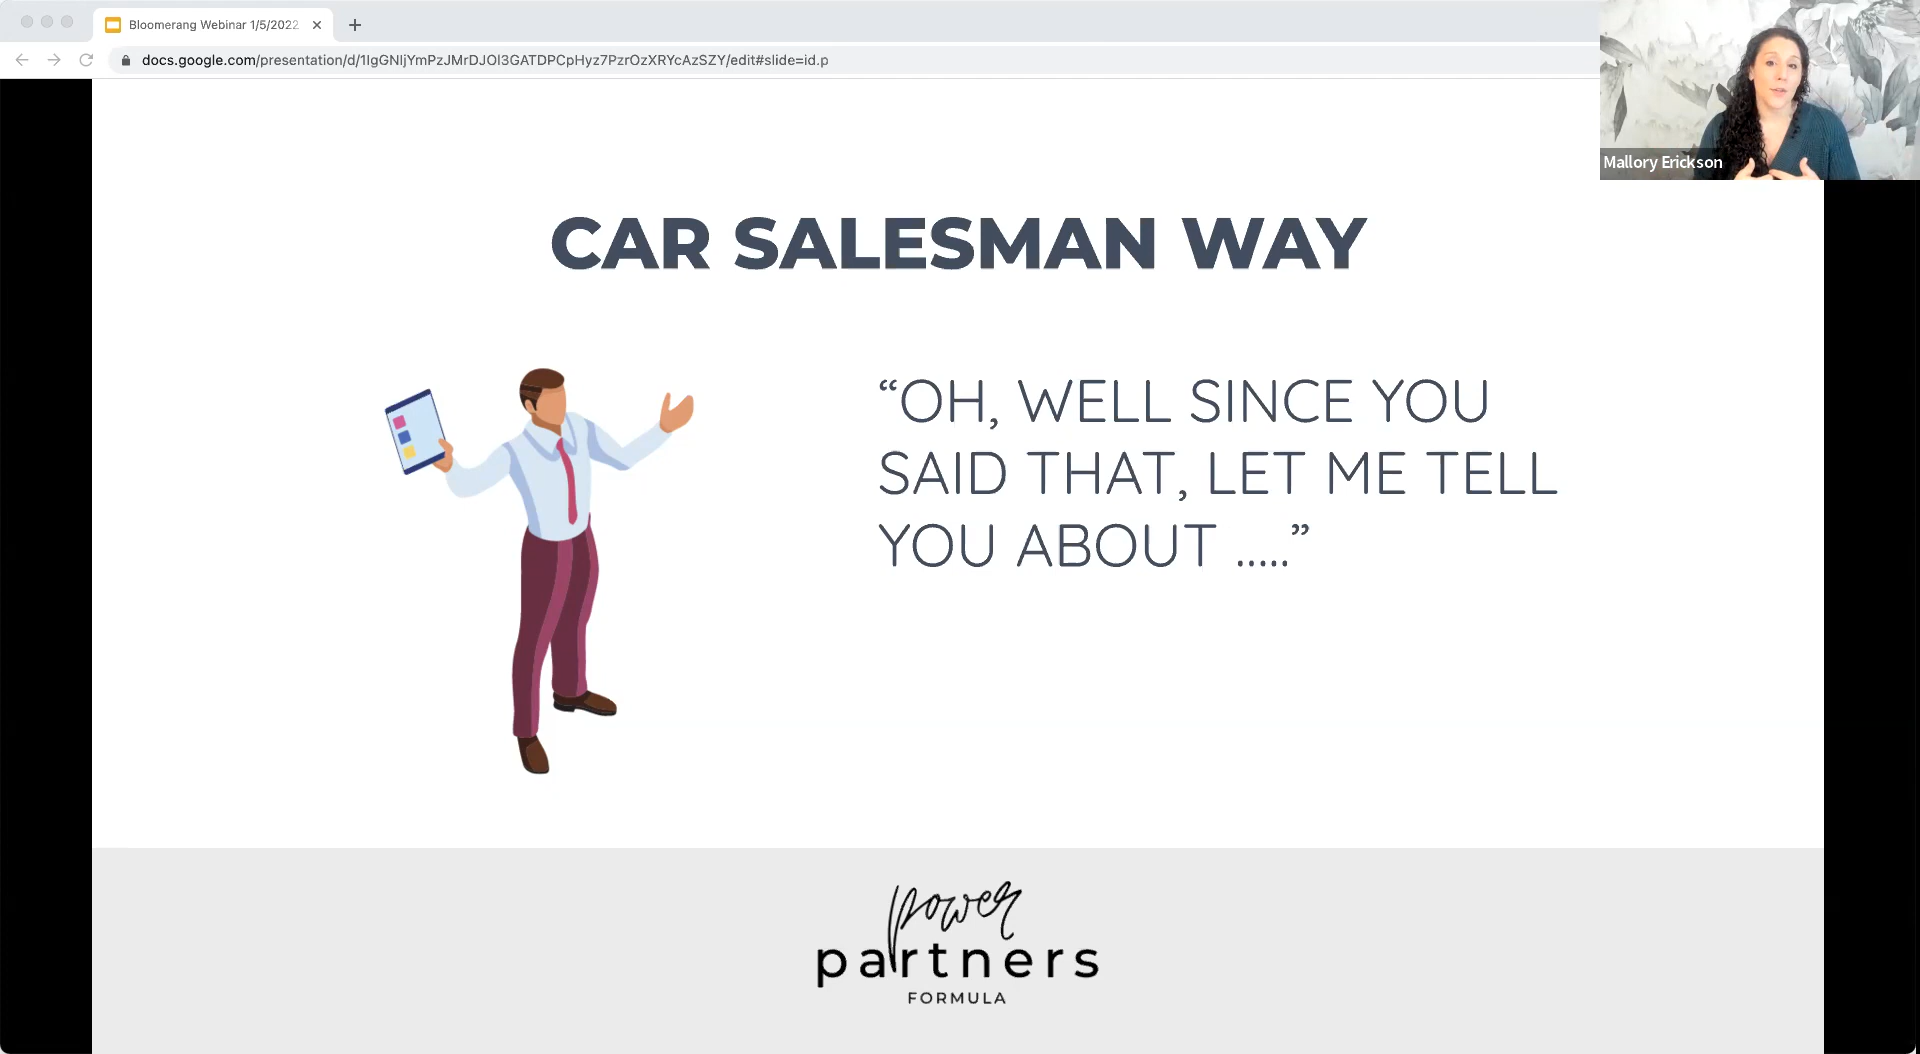 Bloomerang Webinar 1/5/2022
docs.google.com/presentation/d/1IgGNIjYmPzJMrDJOI3GATDPCpHyz7PzrOzXRYcAzSZY/edit#slide=id.p
Mallory Erickson
CAR SALESMAN WAY
“OH, WELL SINCE YOU
SAID THAT, LET ME TELL
YOU ABOUT .....”
power
partners
FORMULA